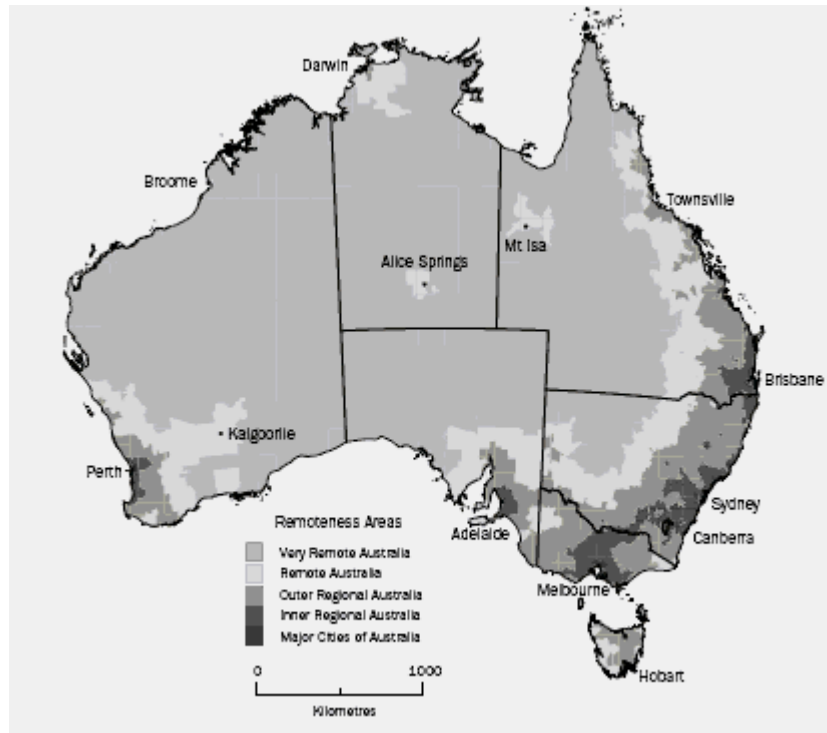 Darwin
Broome
Townsville
Mt Isa
Alice Springs
Brisbane
Kalgoorlie
Perth
Sydney
Adelaide
Canberra
Melbourne
Hobart
Remoteness Areas
Very Remote Australia
Remote Australia
Outer Regional Australia
Inner Regional Australia
Major Cities of Australia
0 1000
Kilometres